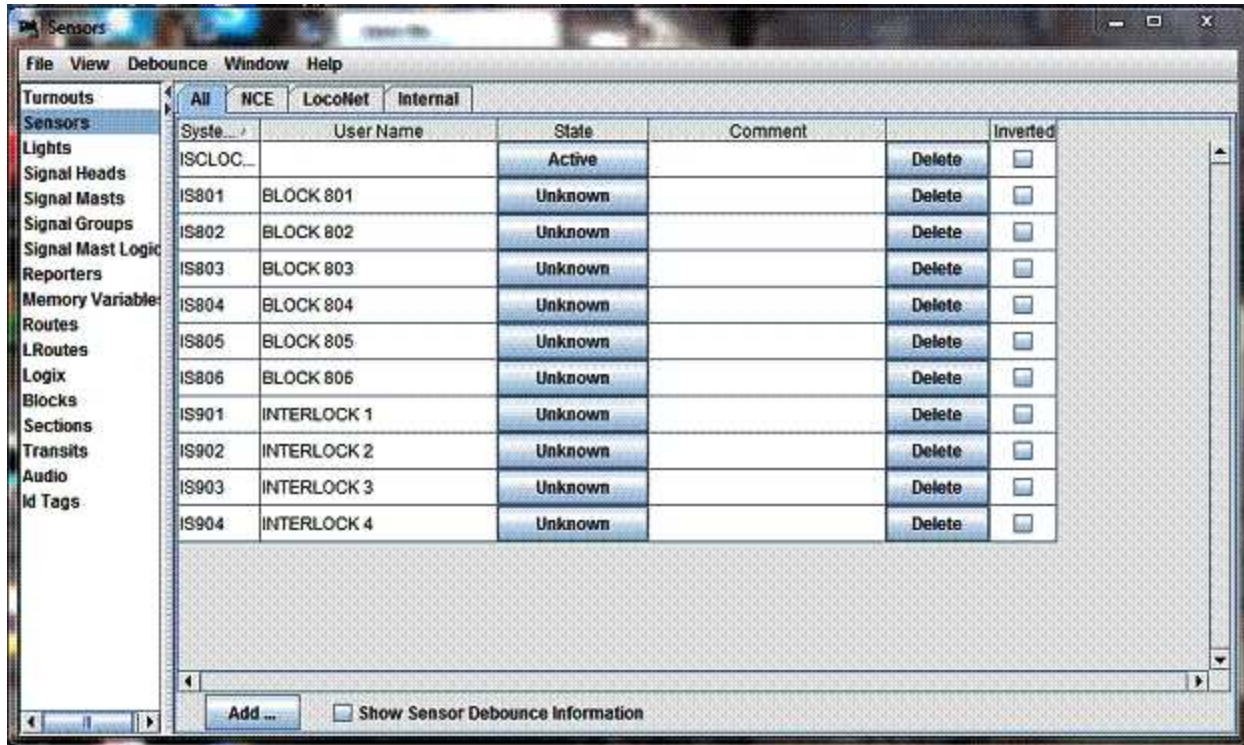 Sensors
File View Debounce Window Help
Turnouts
Sensors
Lights
Signal Heads
Signal Masts
Signal Groups
Signal Mast Logic
Reporters
Memory Variable
Routes
LRoutes
Logix
Blocks
Sections
Transits
Audio
Id Tags
All NCE LocoNet Internal
Syste... User Name State Comment Inverted
ISCLOC... Active Delete
IS801 BLOCK 801 Unknown Delete
IS802 BLOCK 802 Unknown Delete
IS803 BLOCK 803 Unknown Delete
IS804 BLOCK 804 Unknown Delete
IS805 BLOCK 805 Unknown Delete
IS806 BLOCK 806 Unknown Delete
IS901 INTERLOCK 1 Unknown Delete
IS902 INTERLOCK 2 Unknown Delete
IS903 INTERLOCK 3 Unknown Delete
IS904 INTERLOCK 4 Unknown Delete
Add ... Show Sensor Debounce Information